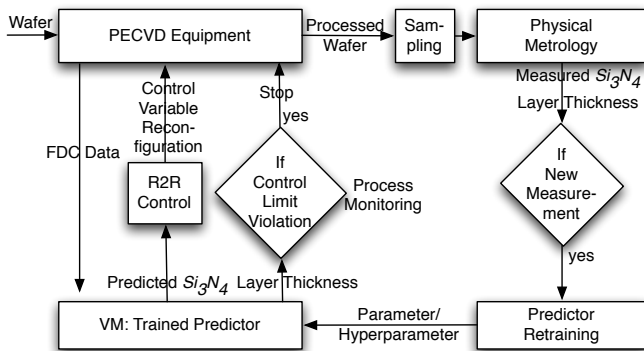 Wafer
PECVD Equipment
Processed
Wafer
Sam-
pling
Physical
Metrology
Measured Si3N4
Layer Thickness
Control
Variable
Recon-
figuration
Stop
yes
FDC Data
R2R
Control
If
Control
Limit
Violation
Process
Monitoring
If
New
Measure-
ment
yes
Predicted Si3N4 Layer Thickness
VM: Trained Predictor
Parameter/
Hyperparameter
Predictor
Retraining